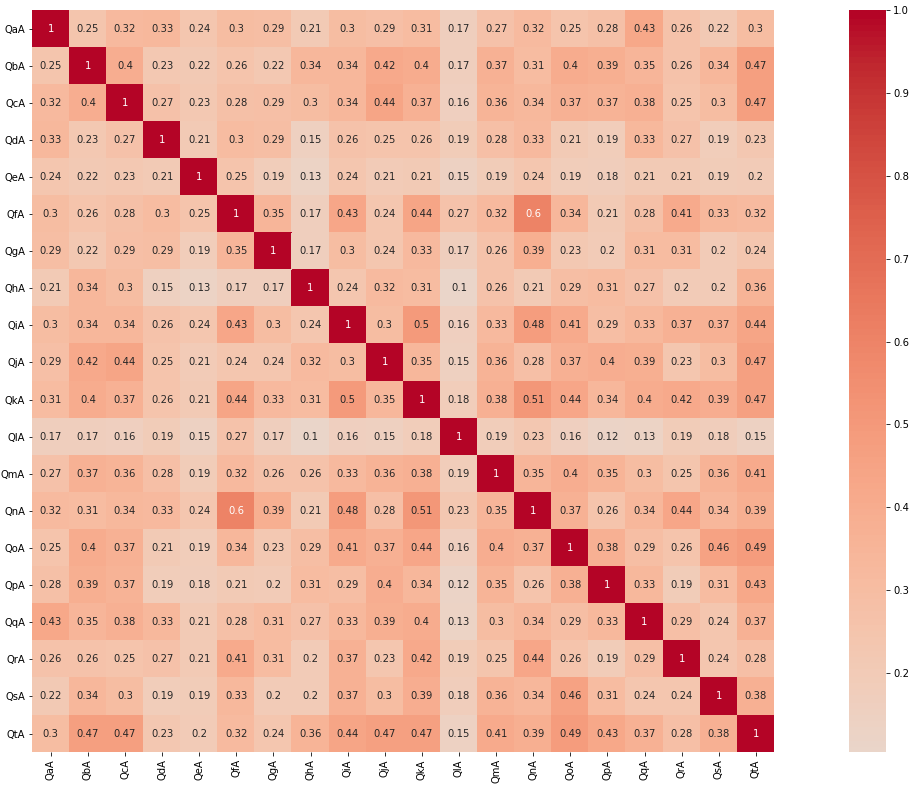 QaA 1 0.25 0.32 0.33 0.24 0.3 0.29 0.21 0.3 0.29 0.31 0.17 0.27 0.32 0.25 0.28 0.43 0.26 0.22 0.3
QbA 0.25 1 0.4 0.23 0.22 0.26 0.22 0.34 0.34 0.42 0.4 0.17 0.37 0.31 0.4 0.39 0.35 0.26 0.34 0.47
QcA 0.32 0.4 1 0.27 0.23 0.28 0.29 0.3 0.34 0.44 0.37 0.16 0.36 0.34 0.37 0.37 0.38 0.25 0.3 0.47
QdA 0.33 0.23 0.27 1 0.21 0.3 0.29 0.15 0.26 0.25 0.26 0.19 0.28 0.33 0.21 0.19 0.33 0.27 0.19 0.23
QeA 0.24 0.22 0.23 0.21 1 0.25 0.19 0.13 0.24 0.21 0.21 0.15 0.19 0.24 0.19 0.18 0.21 0.21 0.19 0.2
QfA 0.3 0.26 0.28 0.3 0.25 1 0.35 0.17 0.43 0.24 0.44 0.27 0.32 0.6 0.34 0.21 0.28 0.41 0.33 0.32
QgA 0.29 0.22 0.29 0.29 0.19 0.35 1 0.17 0.3 0.24 0.33 0.17 0.26 0.39 0.23 0.2 0.31 0.31 0.2 0.24
QhA 0.21 0.34 0.3 0.15 0.13 0.17 0.17 1 0.24 0.32 0.31 0.1 0.26 0.21 0.29 0.31 0.27 0.2 0.2 0.36
QiA 0.3 0.34 0.34 0.26 0.24 0.43 0.3 0.24 1 0.3 0.5 0.16 0.33 0.48 0.41 0.29 0.33 0.37 0.37 0.44
QjA 0.29 0.42 0.44 0.25 0.21 0.24 0.24 0.32 0.3 1 0.35 0.15 0.36 0.28 0.37 0.4 0.39 0.23 0.3 0.47
QkA 0.31 0.4 0.37 0.26 0.21 0.44 0.33 0.31 0.5 0.35 1 0.18 0.38 0.51 0.44 0.34 0.4 0.42 0.39 0.47
QlA 0.17 0.17 0.16 0.19 0.15 0.27 0.17 0.1 0.16 0.15 0.18 1 0.19 0.23 0.16 0.12 0.13 0.19 0.18 0.15
QmA 0.27 0.37 0.36 0.28 0.19 0.32 0.26 0.26 0.33 0.36 0.38 0.19 1 0.35 0.4 0.35 0.3 0.25 0.36 0.41
QnA 0.32 0.31 0.34 0.33 0.24 0.6 0.39 0.21 0.48 0.28 0.51 0.23 0.35 1 0.37 0.26 0.34 0.44 0.34 0.39
QoA 0.25 0.4 0.37 0.21 0.19 0.34 0.23 0.29 0.41 0.37 0.44 0.16 0.4 0.37 1 0.38 0.29 0.26 0.46 0.49
QpA 0.28 0.39 0.37 0.19 0.18 0.21 0.2 0.31 0.29 0.4 0.34 0.12 0.35 0.26 0.38 1 0.33 0.19 0.31 0.43
QqA 0.43 0.35 0.38 0.33 0.21 0.28 0.31 0.27 0.33 0.39 0.4 0.13 0.3 0.34 0.29 0.33 1 0.29 0.24 0.37
QrA 0.26 0.26 0.25 0.27 0.21 0.41 0.31 0.2 0.37 0.23 0.42 0.19 0.25 0.44 0.26 0.19 0.29 1 0.24 0.28
QsA 0.22 0.34 0.3 0.19 0.19 0.33 0.2 0.2 0.37 0.3 0.39 0.18 0.36 0.34 0.46 0.31 0.24 0.24 1 0.38
QtA 0.3 0.47 0.47 0.23 0.2 0.32 0.24 0.36 0.44 0.47 0.47 0.15 0.41 0.39 0.49 0.43 0.37 0.28 0.38 1
QaA QbA QcA QdA QeA QfA QgA QhA QiA QjA QkA QlA QmA QnA QoA QpA QqA QrA QsA QtA
1.0
0.9
0.8
0.7
0.6
0.5
0.4
0.3
0.2